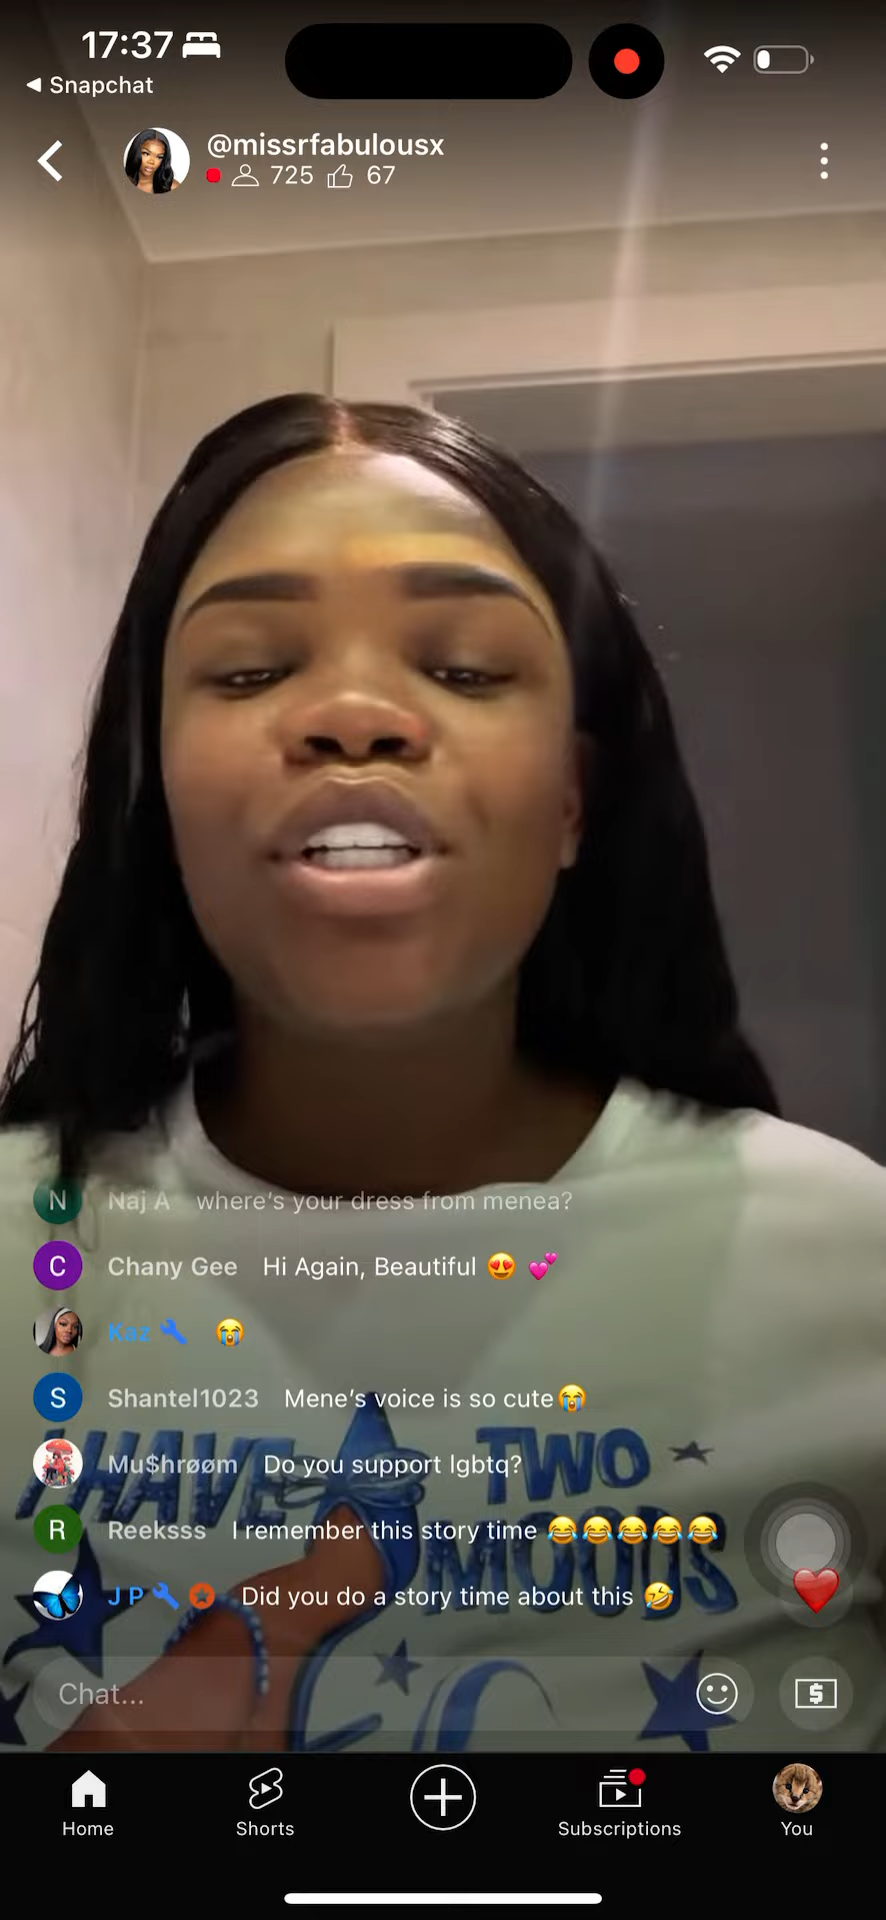 17:37
Snapchat
@missrfabulousx
725 67
Naj A where's your dress from menea?
Chany Gee Hi Again, Beautiful 😍 💕
Kaz 🔧 😭
Shantel1023 Mene's voice is so cute😭
Mu$hrøøm Do you support lgbtq?
Reeksss I remember this story time 😂😂😂😂😂
J P 🔧 Did you do a story time about this 🤣
N
C
S
R
I HAVE TWO
MOODS
Chat...
Home Shorts Subscriptions You